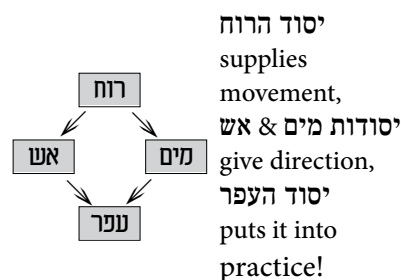 רוח
אש
מים
עפר
יסוד הרוח
supplies
movement,
יסודות מים & אש
give direction,
יסוד העפר
puts it into
practice!